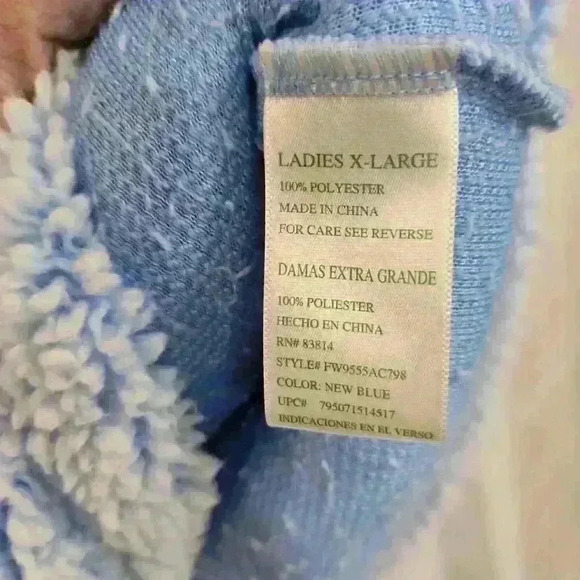 LADIES X-LARGE
100% POLYESTER
MADE IN CHINA
FOR CARE SEE REVERSE
DAMAS EXTRA GRANDE
100% POLIESTER
HECHO EN CHINA
RN# 83814
STYLE# FW9555AC798
COLOR: NEW BLUE
UPC# 795071514517
INDICACIONES EN EL VERSO